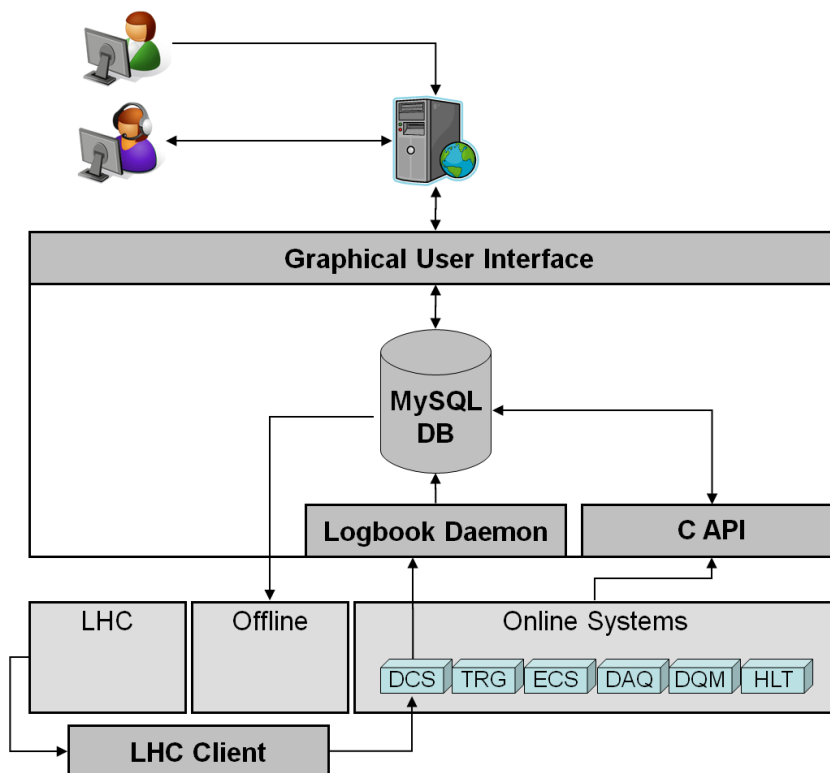 Graphical User Interface
MySQL
DB
Logbook Daemon
C API
LHC
Offline
Online Systems
DCS
TRG
ECS
DAQ
DQM
HLT
LHC Client